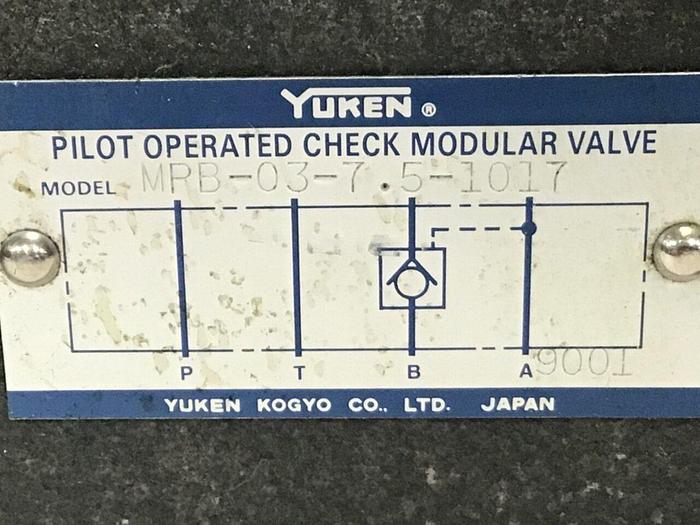 YUKEN ®
PILOT OPERATED CHECK MODULAR VALVE
MODEL MPB-03-7.5-1017
P T B A 9001
YUKEN KOGYO CO., LTD. JAPAN